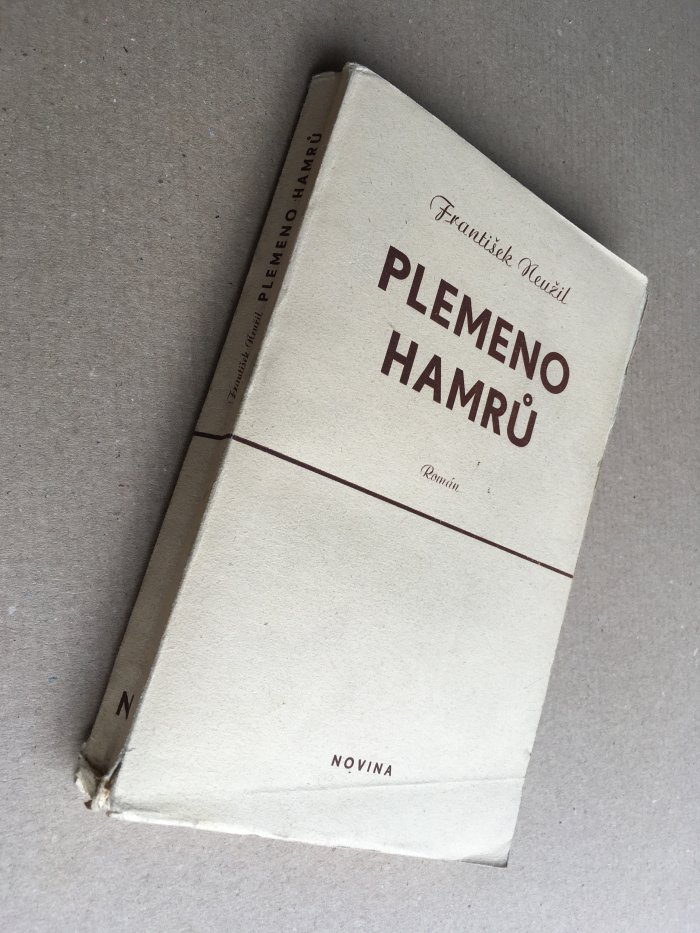 František Neužil
PLEMENO
HAMRŮ
Román
NOVINA
František Neužil PLEMENO HAMRŮ
N